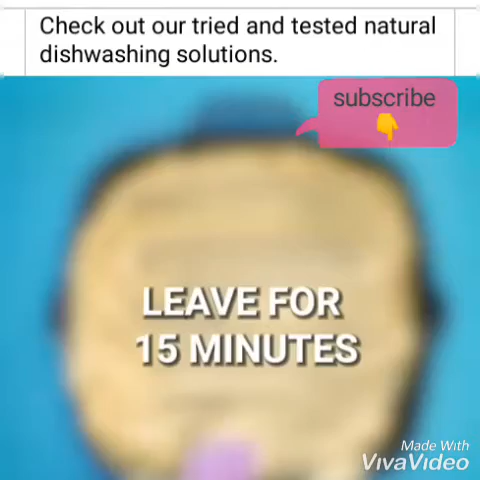 Check out our tried and tested natural
dishwashing solutions.
subscribe
👇
LEAVE FOR
15 MINUTES
Made With
VivaVideo